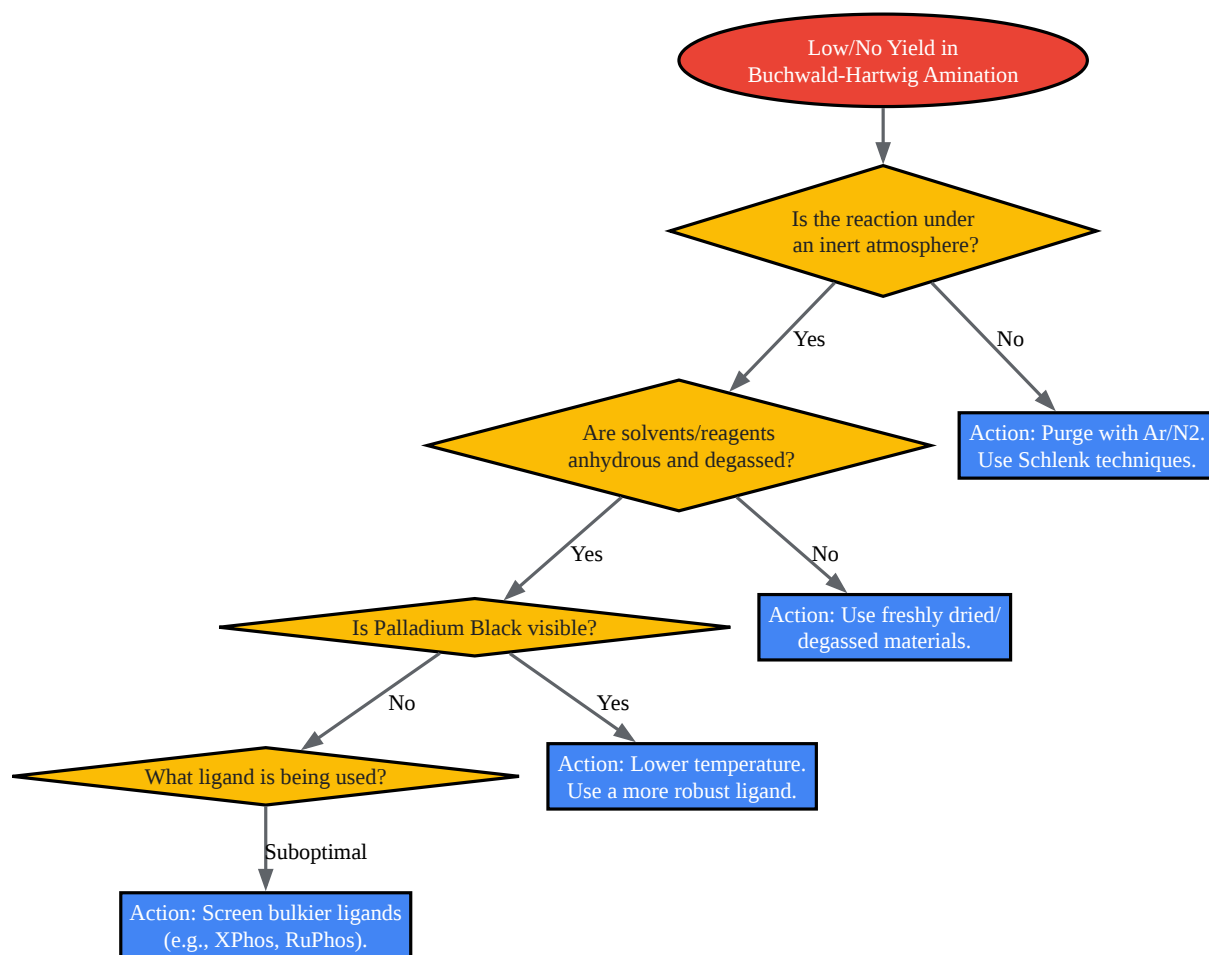 Low/No Yield in
Buchwald-Hartwig Amination
Is the reaction under
an inert atmosphere?
Yes
No
Are solvents/reagents
anhydrous and degassed?
Action: Purge with Ar/N2.
Use Schlenk techniques.
Yes
No
Is Palladium Black visible?
Action: Use freshly dried/
degassed materials.
No
Yes
What ligand is being used?
Action: Lower temperature.
Use a more robust ligand.
Suboptimal
Action: Screen bulkier ligands
(e.g., XPhos, RuPhos).